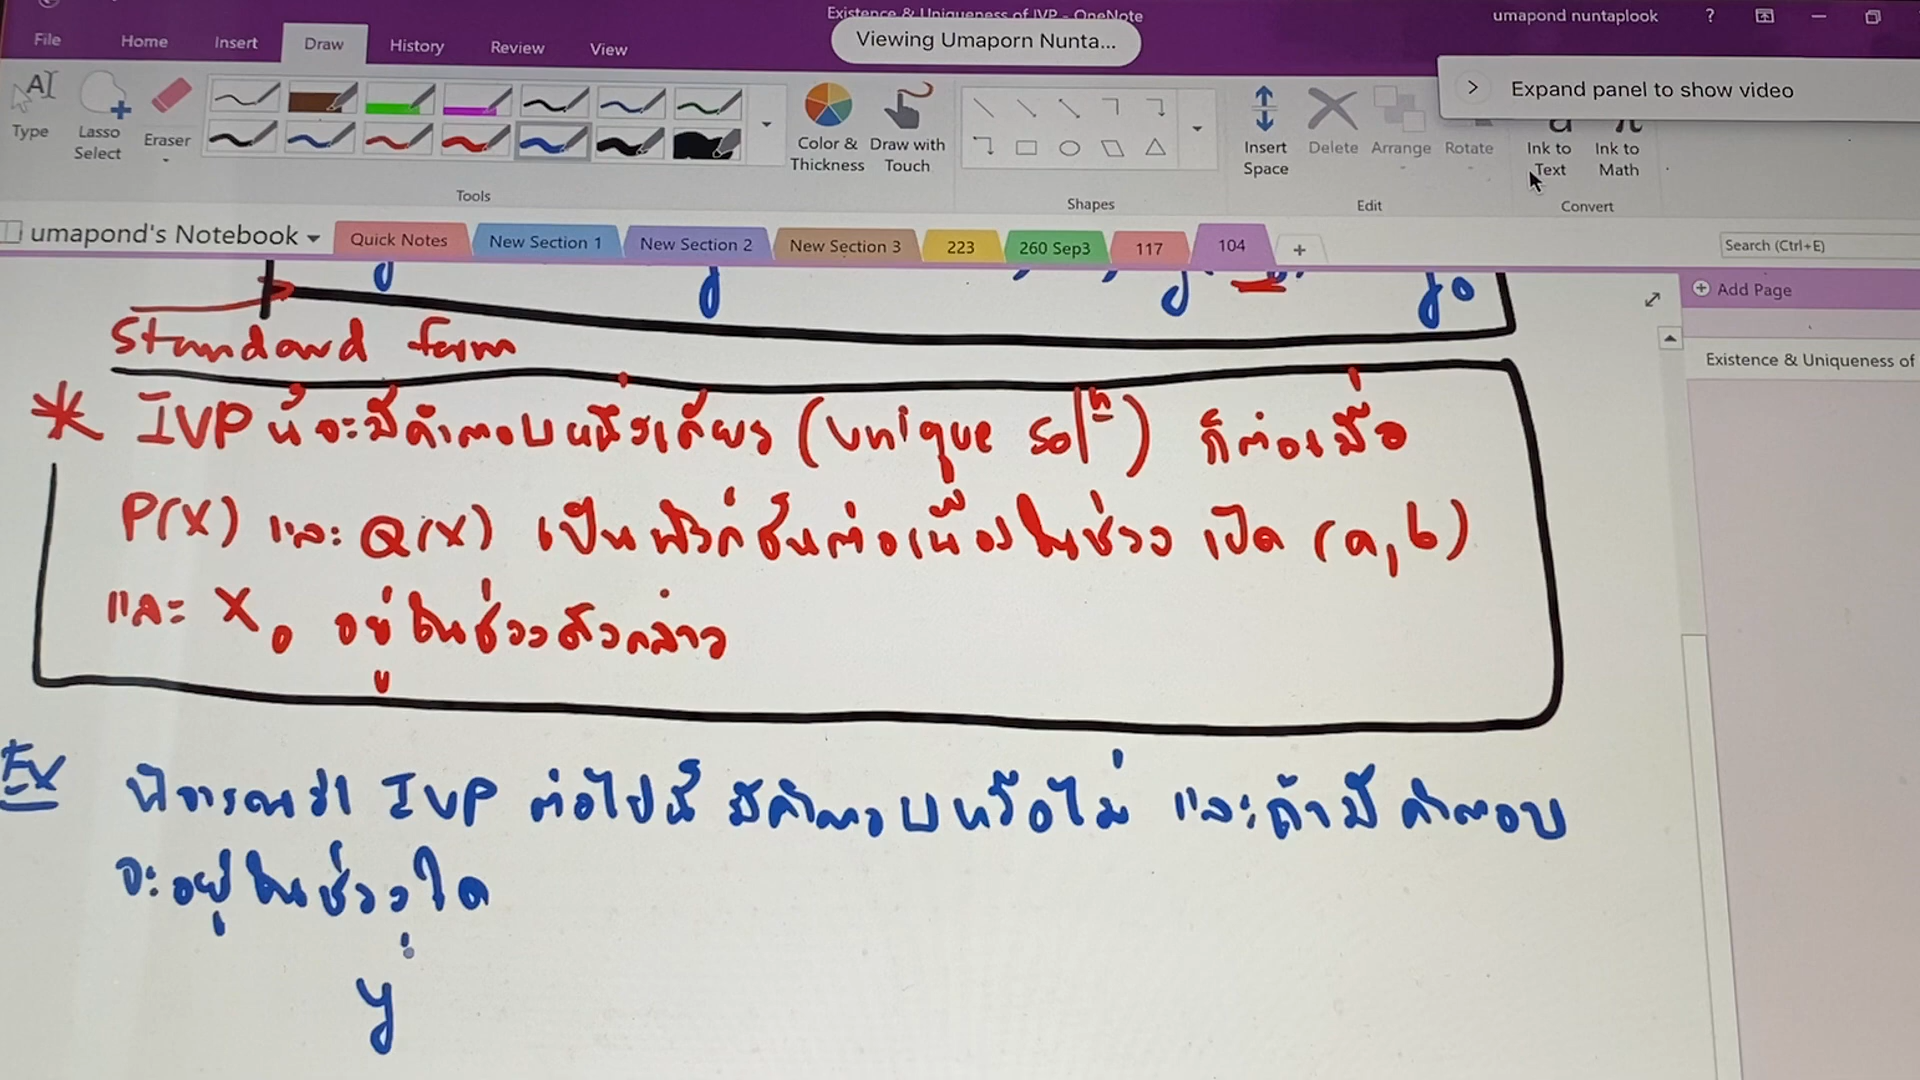 Existence & Uniqueness of IVP - OneNote
umapond nuntaplook
?
Viewing Umaporn Nunta...
File Home Insert Draw History Review View
Expand panel to show video
Type
Lasso Select
Eraser
Color & Thickness
Draw with Touch
Insert Space
Delete
Arrange
Rotate
Ink to Text
Ink to Math
Tools
Shapes
Edit
Convert
umapond's Notebook
Quick Notes
New Section 1
New Section 2
New Section 3
223
260 Sep3
117
104
+
Search (Ctrl+E)
Add Page
Existence & Uniqueness of
Standard form
* IVP นี้จะมีคำตอบหนึ่งเดียว (unique solⁿ) ก็ต่อเมื่อ
P(x) และ Q(x) เป็นฟังก์ชันต่อเนื่องในช่วง เปิด (a,b)
และ x₀ อยู่ในช่วงดังกล่าว
Ex พิจารณาว่า IVP ต่อไปนี้ มีคำตอบหรือไม่ และถ้ามี คำตอบ
จะอยู่ในช่วงใด
y